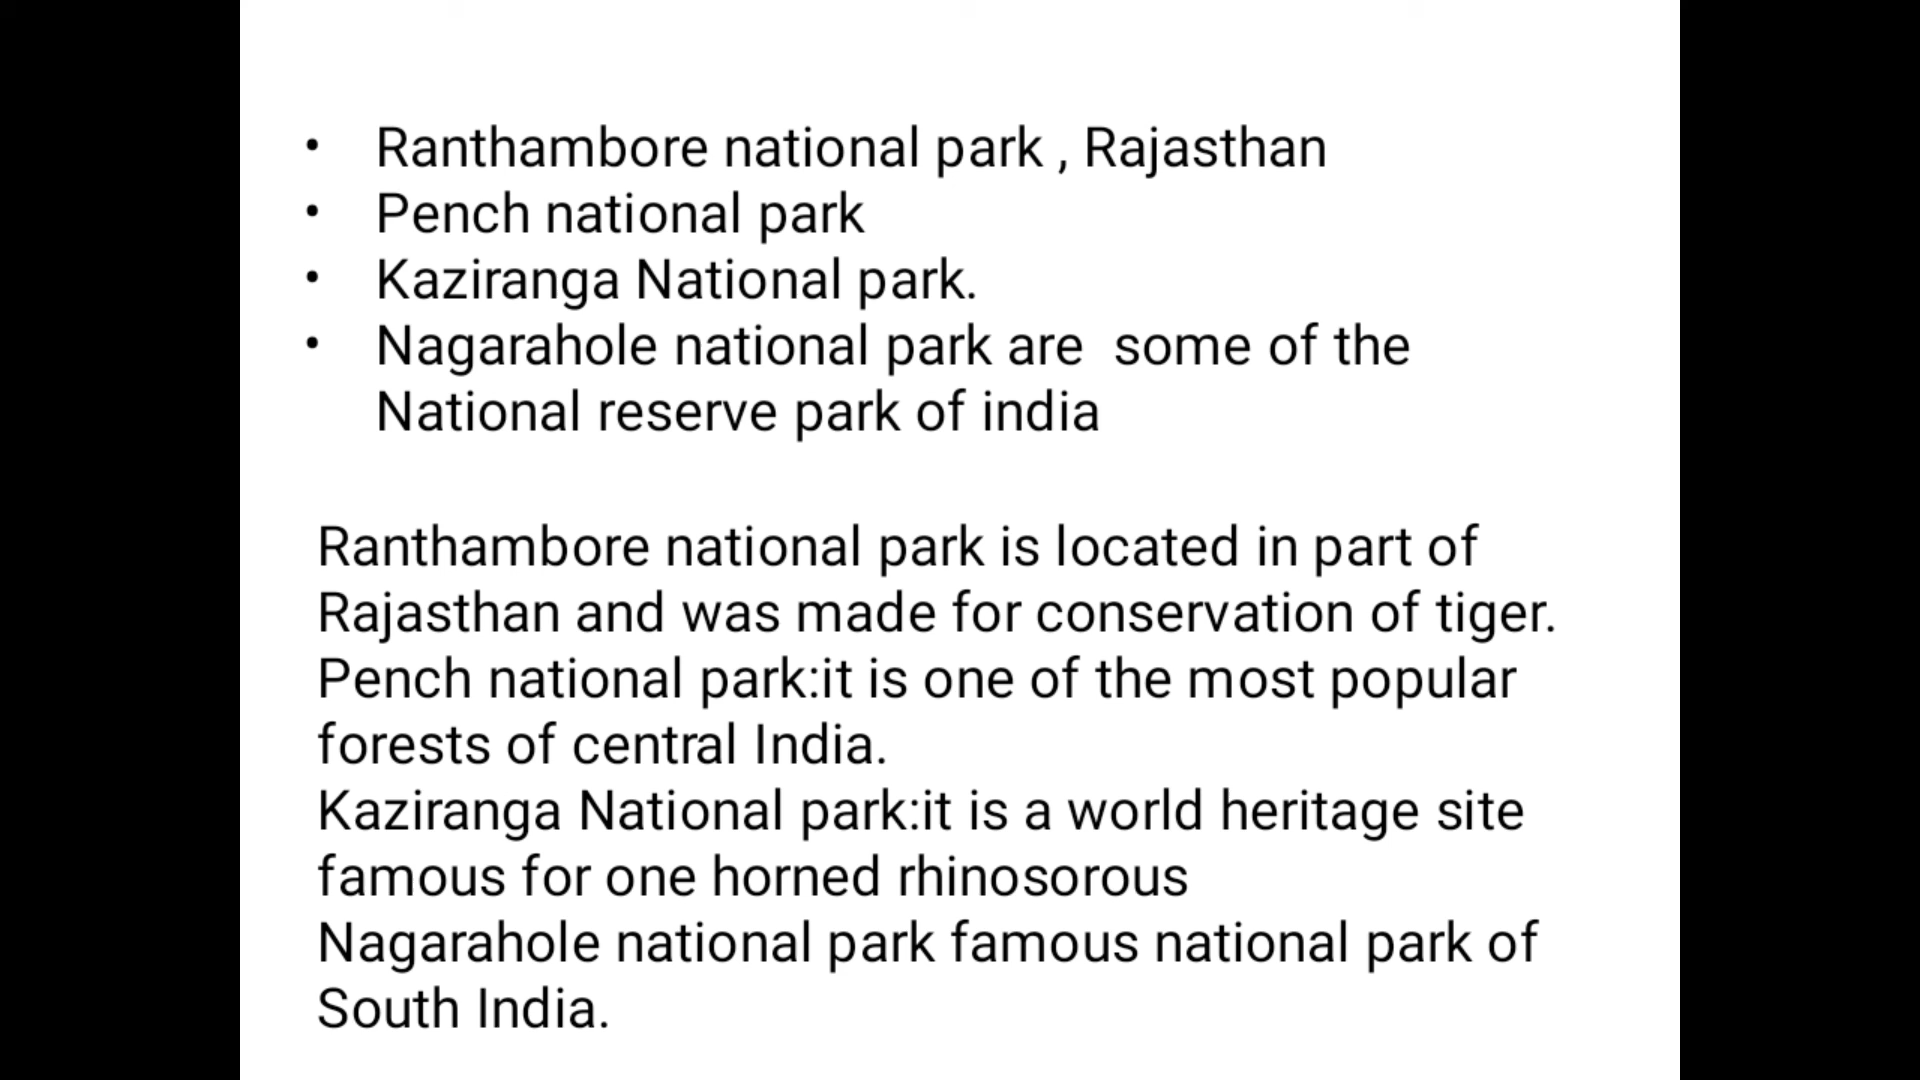 • Ranthambore national park , Rajasthan
• Pench national park
• Kaziranga National park.
• Nagarahole national park are  some of the
National reserve park of india
Ranthambore national park is located in part of
Rajasthan and was made for conservation of tiger.
Pench national park:it is one of the most popular
forests of central India.
Kaziranga National park:it is a world heritage site
famous for one horned rhinosorous
Nagarahole national park famous national park of
South India.